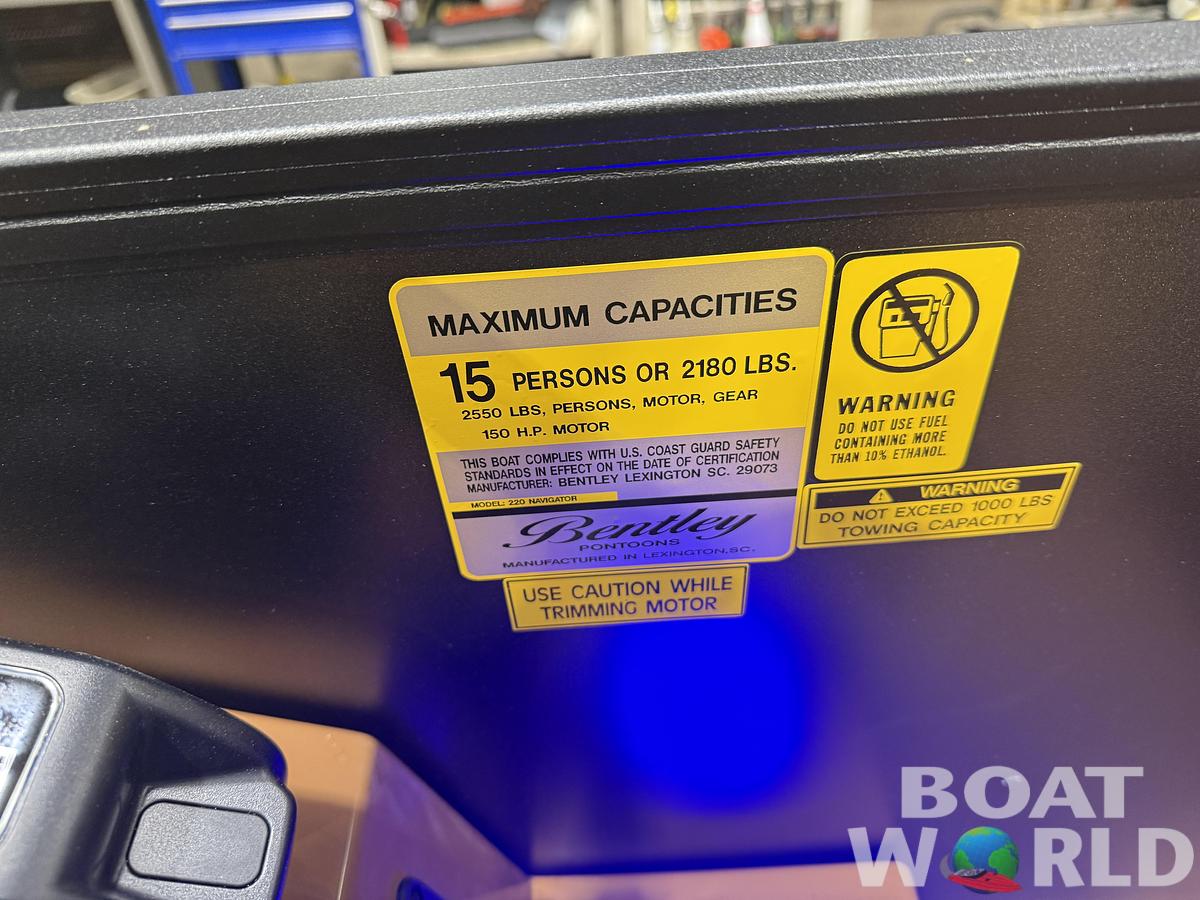 MAXIMUM CAPACITIES
15 PERSONS OR 2180 LBS.
2550 LBS, PERSONS, MOTOR, GEAR
150 H.P. MOTOR
THIS BOAT COMPLIES WITH U.S. COAST GUARD SAFETY
STANDARDS IN EFFECT ON THE DATE OF CERTIFICATION
MANUFACTURER: BENTLEY LEXINGTON SC. 29073
MODEL: 220 NAVIGATOR
Bentley
PONTOONS
MANUFACTURED IN LEXINGTON, SC.
USE CAUTION WHILE
TRIMMING MOTOR
WARNING
DO NOT USE FUEL
CONTAINING MORE
THAN 10% ETHANOL.
WARNING
DO NOT EXCEED 1000 LBS
TOWING CAPACITY
BOAT
WORLD